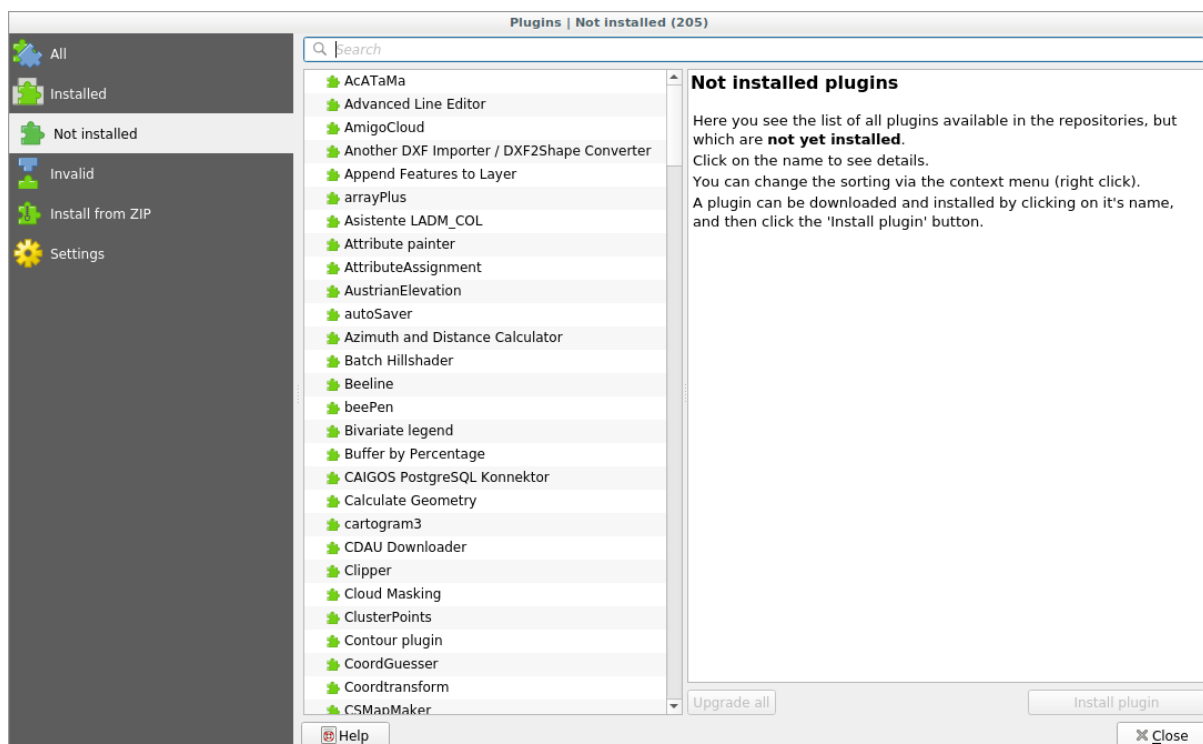 Plugins | Not installed (205)
All
Installed
Not installed
Invalid
Install from ZIP
Settings
Search
AcATaMa
Advanced Line Editor
AmigoCloud
Another DXF Importer / DXF2Shape Converter
Append Features to Layer
arrayPlus
Asistente LADM_COL
Attribute painter
AttributeAssignment
AustrianElevation
autoSaver
Azimuth and Distance Calculator
Batch Hillshader
Beeline
beePen
Bivariate legend
Buffer by Percentage
CAIGOS PostgreSQL Konnektor
Calculate Geometry
cartogram3
CDAU Downloader
Clipper
Cloud Masking
ClusterPoints
Contour plugin
CoordGuesser
Coordtransform
CSMapMaker
Not installed plugins
Here you see the list of all plugins available in the repositories, but
which are not yet installed.
Click on the name to see details.
You can change the sorting via the context menu (right click).
A plugin can be downloaded and installed by clicking on it's name,
and then click the 'Install plugin' button.
Upgrade all
Install plugin
Help
Close